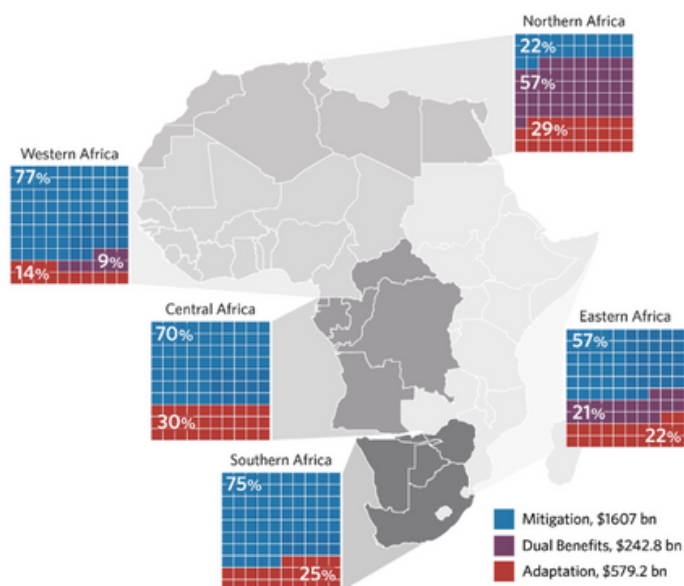 Northern Africa
22%
57%
29%
Western Africa
77%
9%
14%
Central Africa
70%
30%
Eastern Africa
57%
21%
22%
Southern Africa
75%
25%
Mitigation, $1607 bn
Dual Benefits, $242.8 bn
Adaptation, $579.2 bn